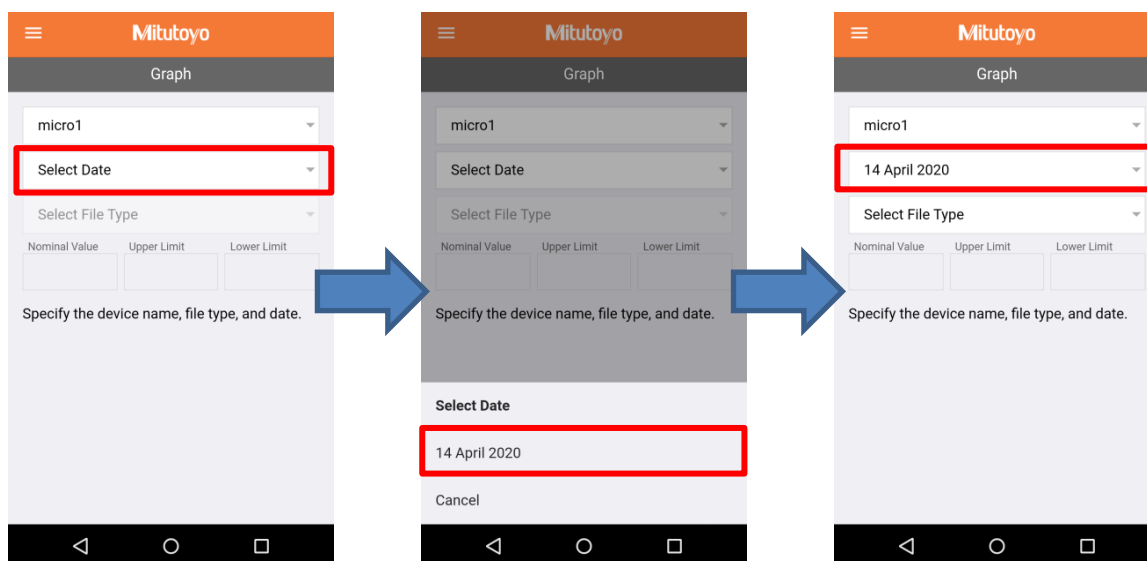 Mitutoyo
Graph
micro1
Select Date
Select File Type
Nominal Value Upper Limit Lower Limit
Specify the device name, file type, and date.
Mitutoyo
Graph
micro1
Select Date
Select File Type
Nominal Value Upper Limit Lower Limit
Specify the device name, file type, and date.
Select Date
14 April 2020
Cancel
Mitutoyo
Graph
micro1
14 April 2020
Select File Type
Nominal Value Upper Limit Lower Limit
Specify the device name, file type, and date.